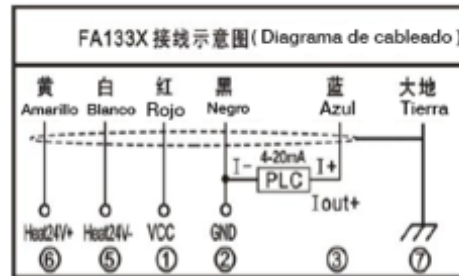 FA133X 接线示意图(Diagrama de cableado)
黄 白 红 黑 蓝 大地
Amarillo Blanco Rojo Negro Azul Tierra
4-20mA
I- PLC I+
Iout+
Heat24V+ Heat24V- VCC GND
⑥ ⑤ ① ② ③ ⑦